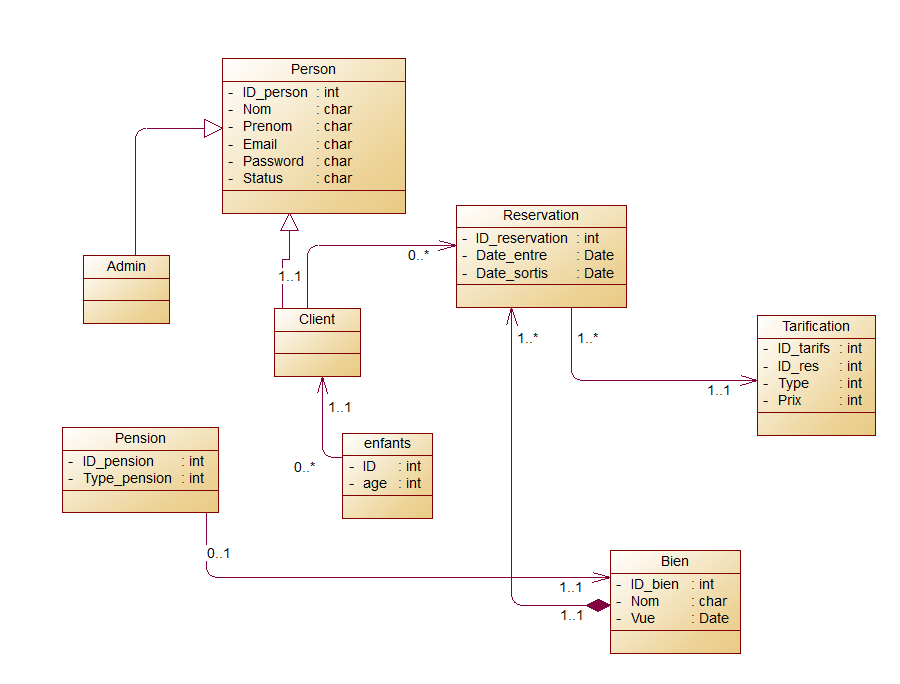 Person
- ID_person : int
- Nom : char
- Prenom : char
- Email : char
- Password : char
- Status : char
Reservation
- ID_reservation : int
- Date_entre : Date
- Date_sortis : Date
0..*
Admin
1..1
Client
1..*
1..*
Tarification
- ID_tarifs : int
- ID_res : int
- Type : int
- Prix : int
1..1
1..1
Pension
- ID_pension : int
- Type_pension : int
enfants
- ID : int
- age : int
0..*
0..1
Bien
- ID_bien : int
- Nom : char
- Vue : Date
1..1
1..1